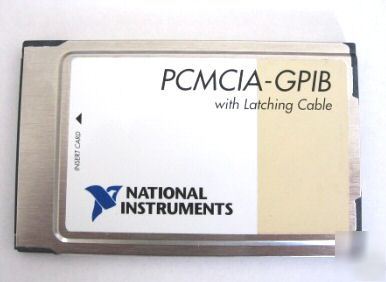 PCMCIA-GPIB
with Latching Cable
INSERT CARD
NATIONAL
INSTRUMENTS